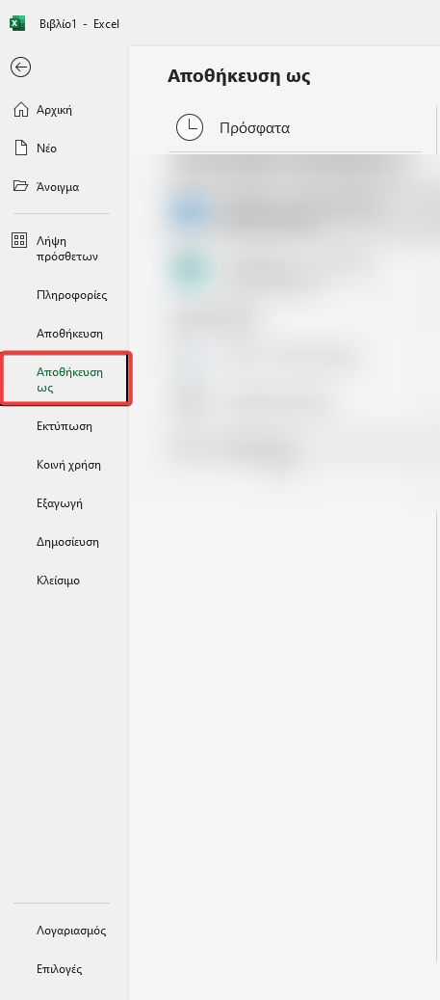 Βιβλίο1 - Excel
Αρχική
Νέο
Άνοιγμα
Λήψη
πρόσθετων
Πληροφορίες
Αποθήκευση
Αποθήκευση
ως
Εκτύπωση
Κοινή χρήση
Εξαγωγή
Δημοσίευση
Κλείσιμο
Λογαριασμός
Επιλογές
Αποθήκευση ως
Πρόσφατα